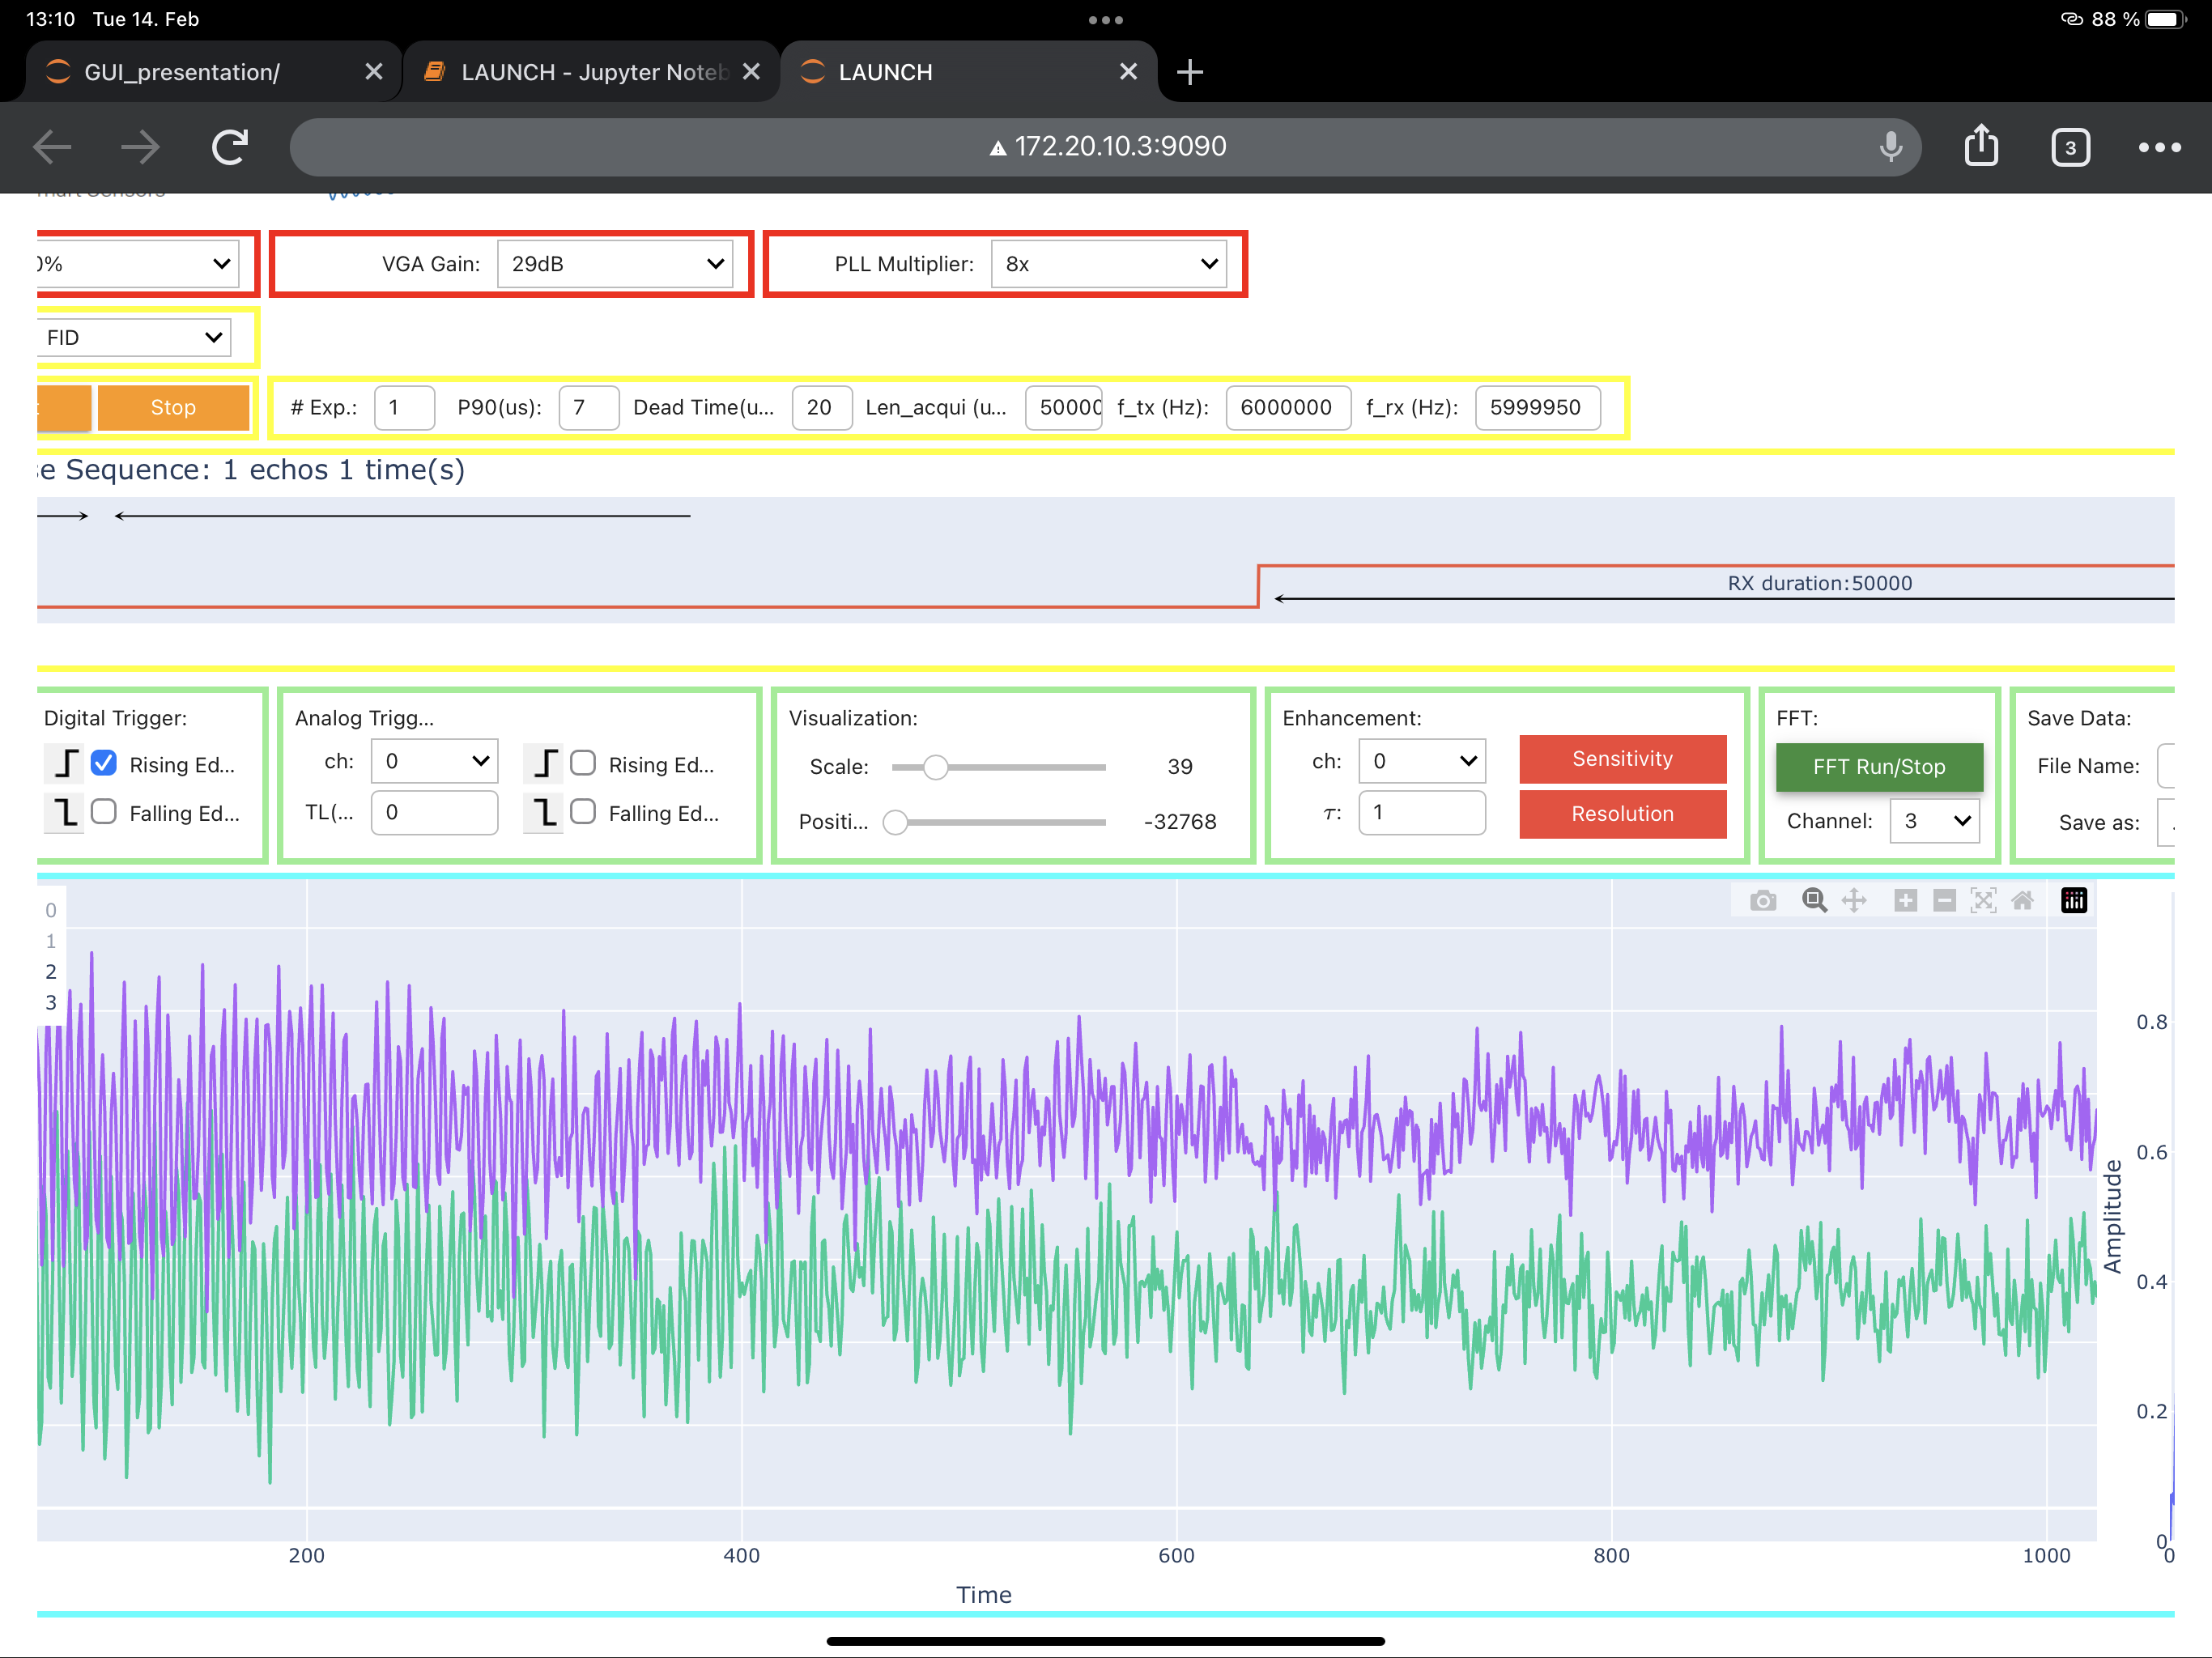 13:10 Tue 14. Feb
88 %
GUI_presentation/
LAUNCH - Jupyter Noteb
LAUNCH
172.20.10.3:9090
3
mart Sensors
0%
VGA Gain: 29dB
PLL Multiplier: 8x
FID
Stop
# Exp.: 1 P90(us): 7 Dead Time(u... 20 Len_acqui (u... 50000 f_tx (Hz): 6000000 f_rx (Hz): 5999950
se Sequence: 1 echos 1 time(s)
RX duration:50000
Digital Trigger:
Rising Ed...
Falling Ed...
Analog Trigg...
ch: 0 Rising Ed...
TL(... 0 Falling Ed...
Visualization:
Scale: 39
Positi... -32768
Enhancement:
ch: 0 Sensitivity
τ: 1 Resolution
FFT:
FFT Run/Stop
Channel: 3
Save Data:
File Name:
Save as: .
0
1
2
3
0.8
0.6
0.4
0.2
0
Amplitude
200 400 600 800 1000 0
Time